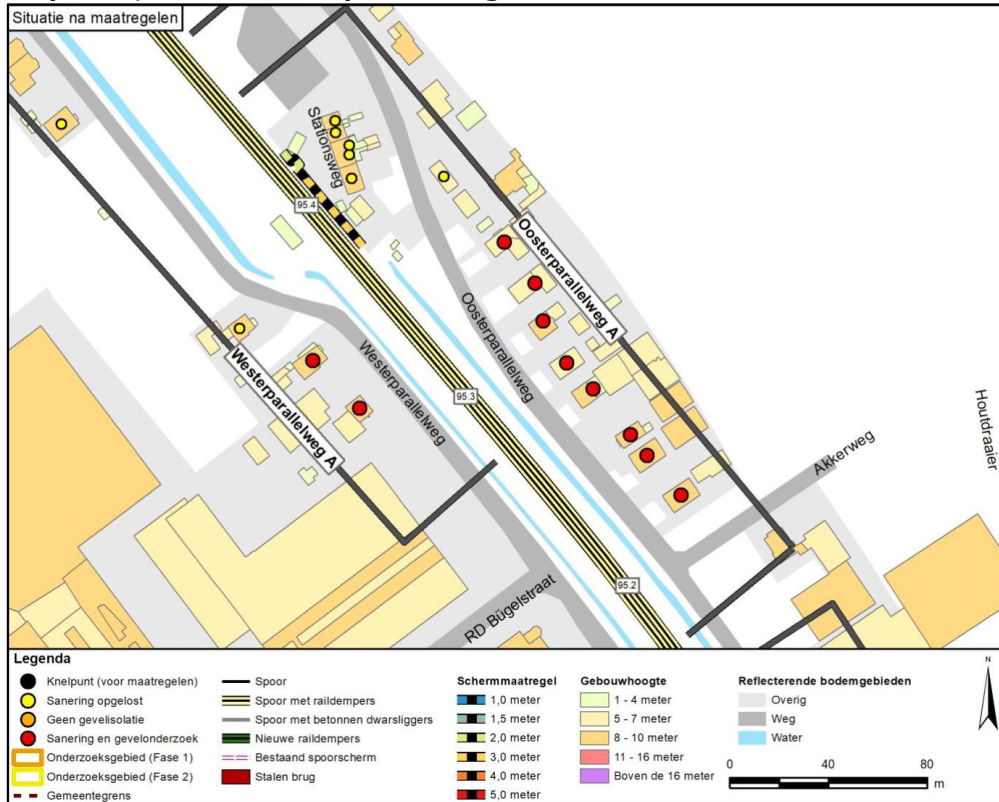 Situatie na maatregelen
Stationsweg
95.4
Oosterparallelweg A
Oosterparallelweg
Westerparallelweg A
Westerparallelweg
95.3
Houtdraaier
Akkerweg
95.2
RD Bügelstraat
Legenda
Knelpunt (voor maatregelen)
Sanering opgelost
Geen gevelisolatie
Sanering en gevelonderzoek
Onderzoeksgebied (Fase 1)
Onderzoeksgebied (Fase 2)
Gemeentegrens
Spoor
Spoor met raildempers
Spoor met betonnen dwarsliggers
Nieuwe raildempers
Bestaand spoorscherm
Stalen brug
Schermmaatregel
1,0 meter
1,5 meter
2,0 meter
3,0 meter
4,0 meter
5,0 meter
Gebouwhoogte
1 - 4 meter
5 - 7 meter
8 - 10 meter
11 - 16 meter
Boven de 16 meter
Reflecterende bodemgebieden
Overig
Weg
Water
N
0 40 80
m